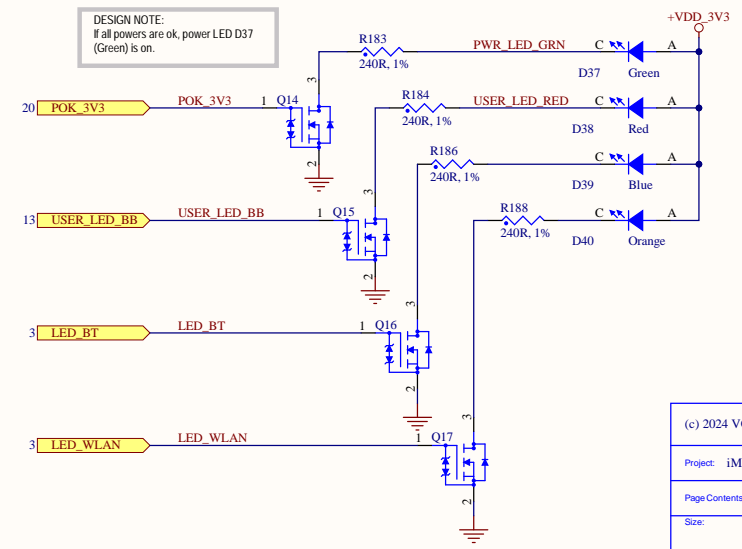 DESIGN NOTE:
If all powers are ok, power LED D37
(Green) is on.
+VDD_3V3
R183
PWR_LED_GRN
C
A
240R, 1%
D37
Green
3
R184
USER_LED_RED
C
A
20
POK_3V3
POK_3V3
1
Q14
240R, 1%
D38
Red
2
R186
C
A
240R, 1%
D39
Blue
3
R188
C
A
13
USER_LED_BB
USER_LED_BB
1
Q15
240R, 1%
D40
Orange
2
3
3
LED_BT
LED_BT
1
Q16
2
3
3
LED_WLAN
LED_WLAN
1
Q17
2
(c) 2024 V
Project: iM
Page Contents
Size: